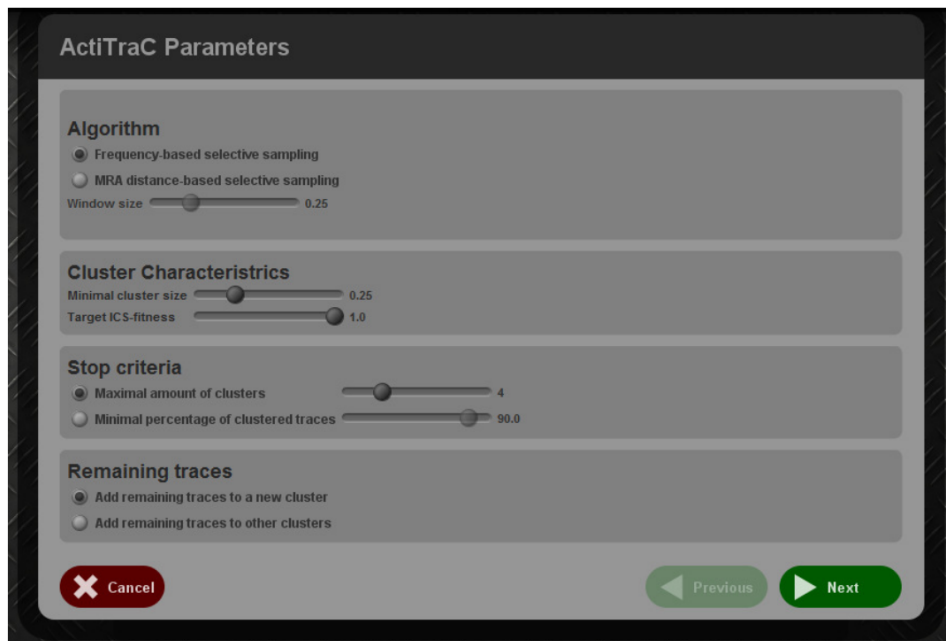 ActiTraC Parameters
Algorithm
Frequency-based selective sampling
MRA distance-based selective sampling
Window size 0.25
Cluster Characteristrics
Minimal cluster size 0.25
Target ICS-fitness 1.0
Stop criteria
Maximal amount of clusters 4
Minimal percentage of clustered traces 90.0
Remaining traces
Add remaining traces to a new cluster
Add remaining traces to other clusters
Cancel Previous Next